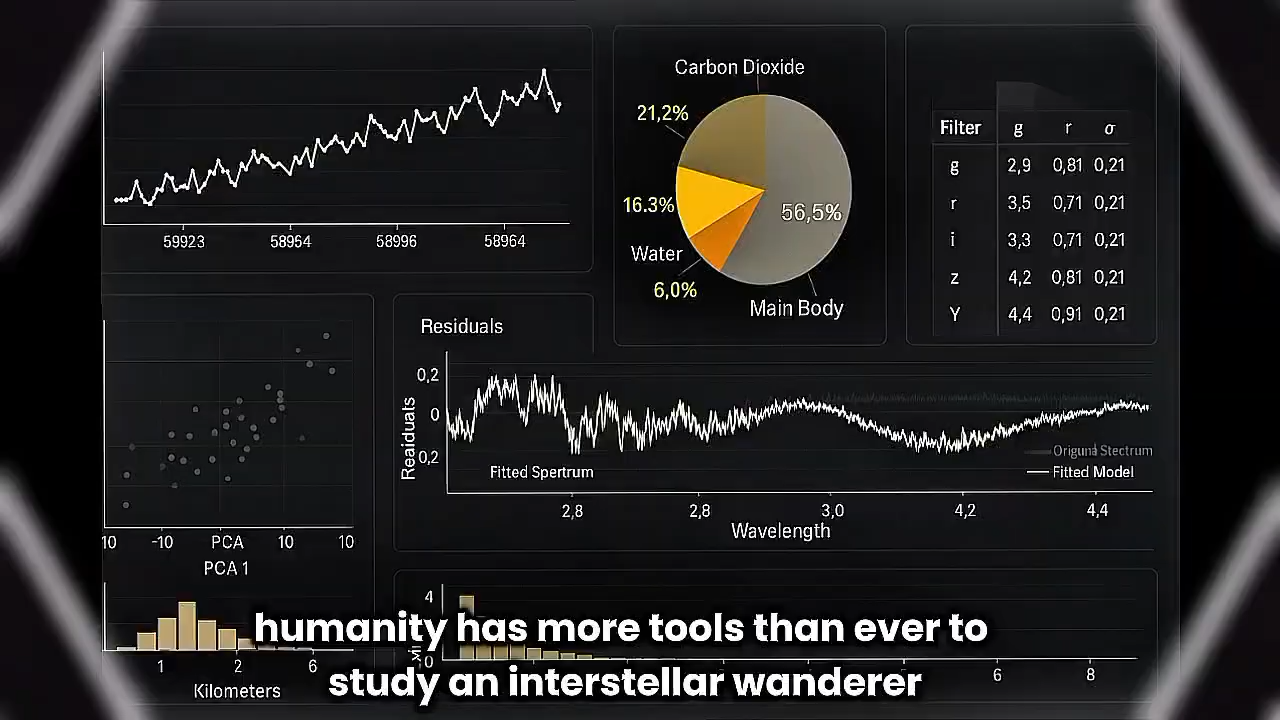 59923 58954 58996 58964
Carbon Dioxide
21,2%
16.3%
56,5%
Water
6,0%
Main Body
Filter g r σ
g 2,9 0,81 0,21
r 3,5 0,71 0,21
i 3,3 0,71 0,21
z 4,2 0,81 0,21
Y 4,4 0,91 0,21
10 -10 PCA 10 10
PCA 1
Residuals
Reaiduals
0,2
0
0,2
Fitted Spertrum
Fitted Model
2,8 2,8 3,0 4,2 4,4
Wavelength
1 2 6
Kilometers
4
0
6 8
humanity has more tools than ever to
study an interstellar wanderer